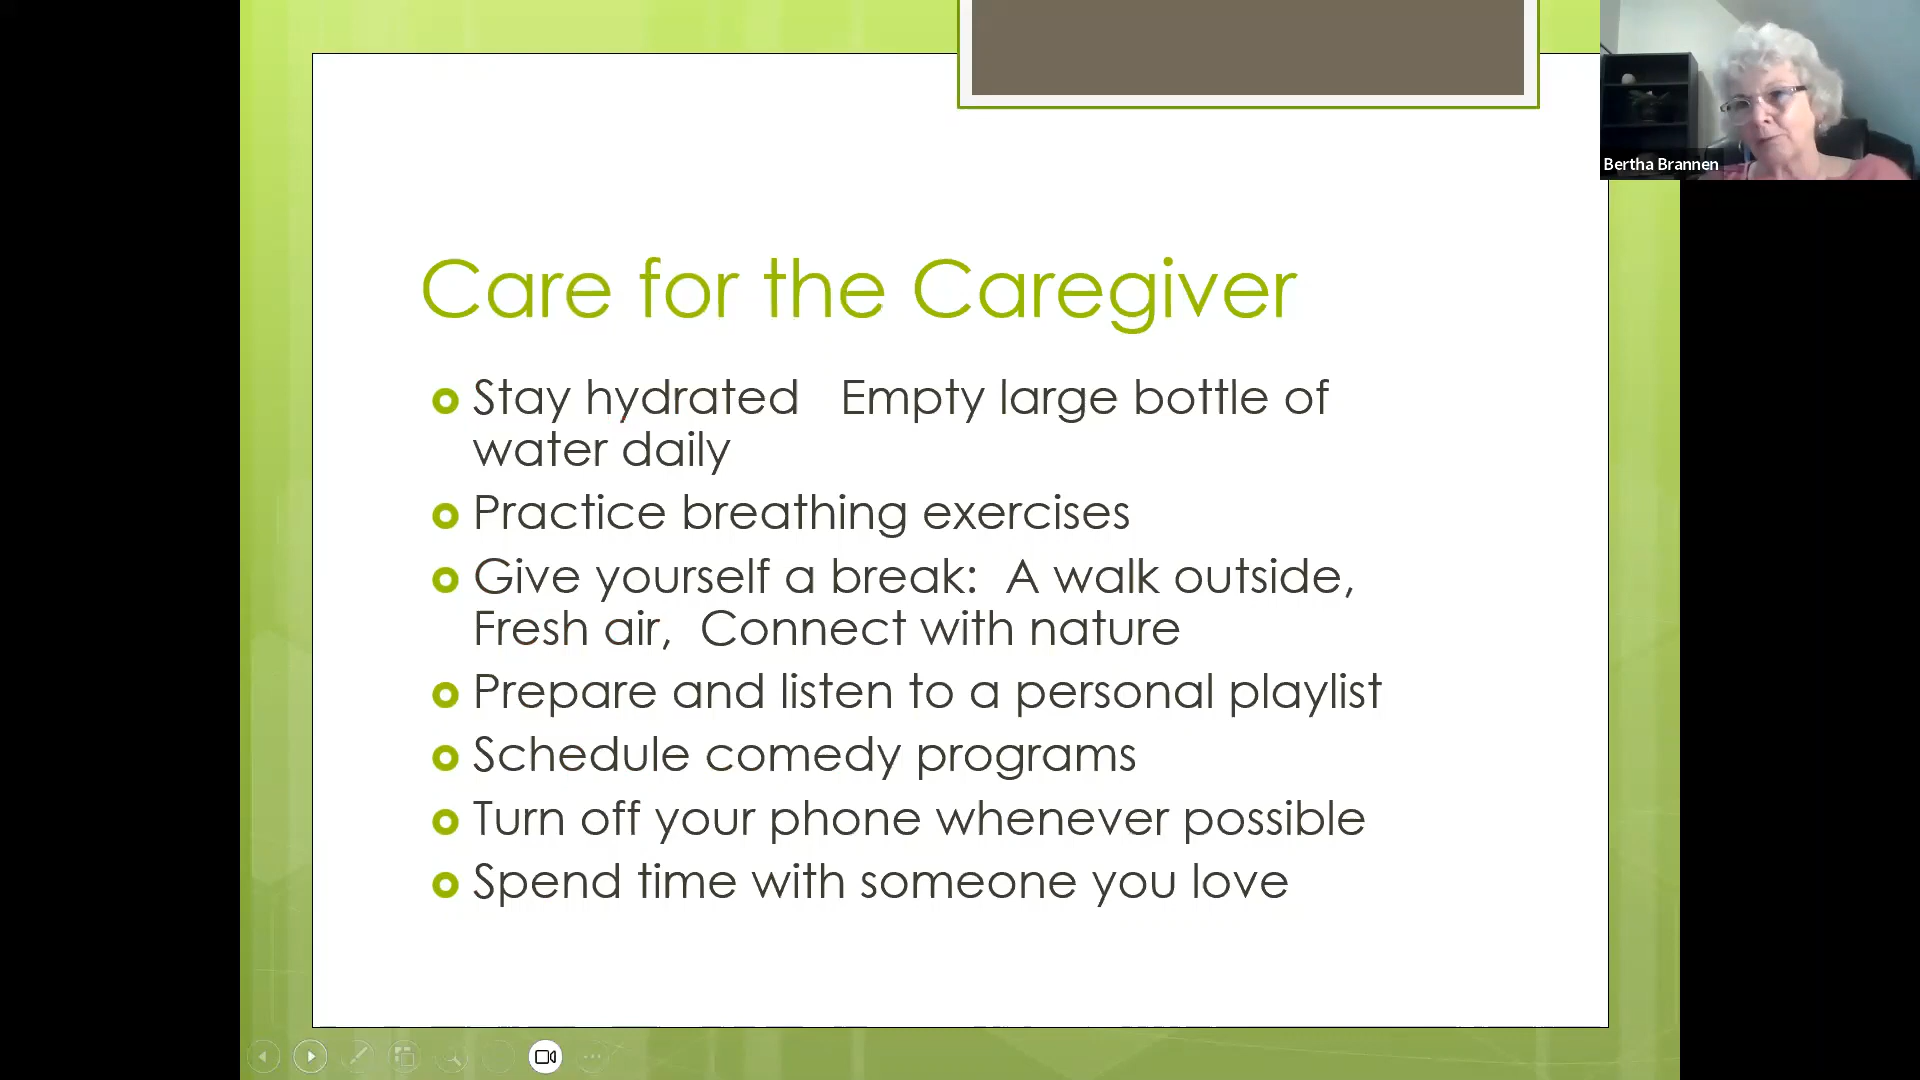 Bertha Brannen
Care for the Caregiver
Stay hydrated   Empty large bottle of
water daily
Practice breathing exercises
Give yourself a break:  A walk outside,
Fresh air,  Connect with nature
Prepare and listen to a personal playlist
Schedule comedy programs
Turn off your phone whenever possible
Spend time with someone you love